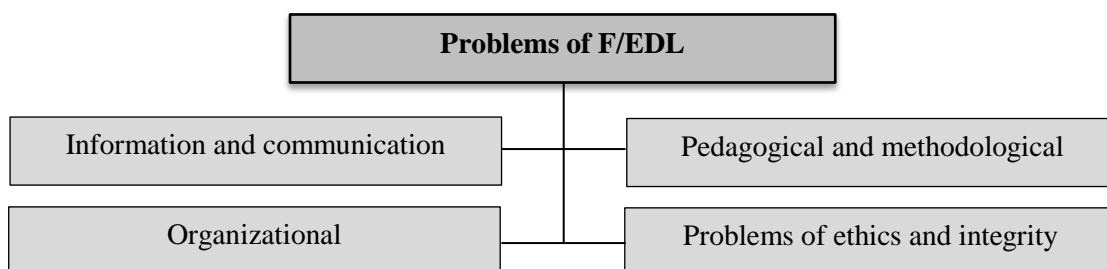 Problems of F/EDL
Information and communication
Pedagogical and methodological
Organizational
Problems of ethics and integrity